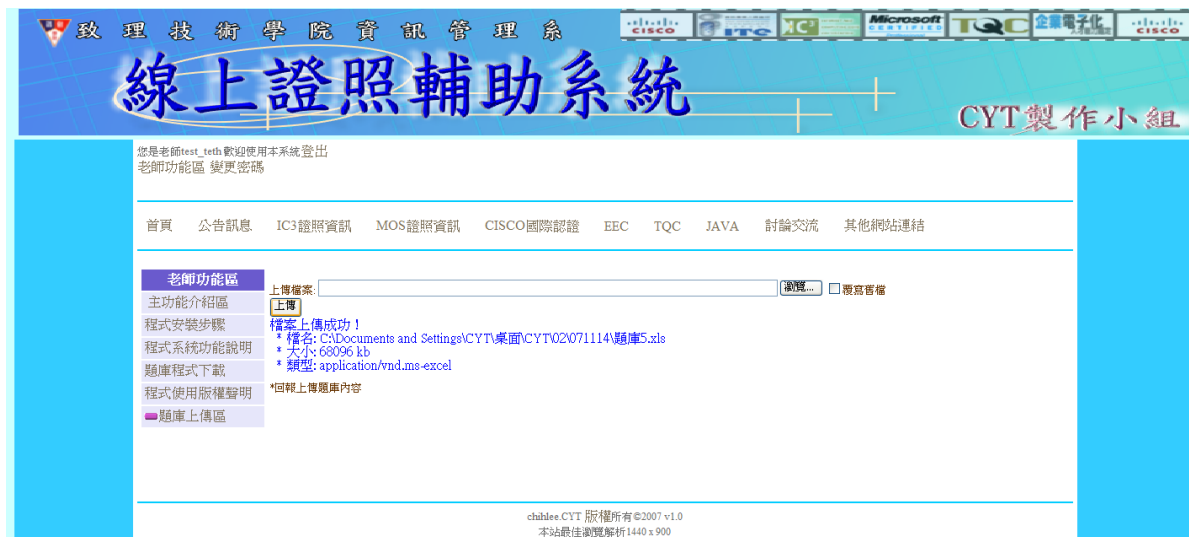 致理技術學院資訊管理系
CISCO ITE IC3 Microsoft CERTIFIED TQC 企業電子化 CISCO
線上證照輔助系統
CYT製作小組
您是老師test_teth 歡迎使用本系統登出
老師功能區 變更密碼
首頁 公告訊息 IC3證照資訊 MOS證照資訊 CISCO國際認證 EEC TQC JAVA 討論交流 其他網站連結
老師功能區
主功能介紹區
程式安裝步驟
程式系統功能說明
題庫程式下載
程式使用版權聲明
題庫上傳區
上傳檔案: 瀏覽... 覆寫舊檔
上傳
檔案上傳成功！
* 檔名: C:\Documents and Settings\CYT\桌面\CYT\02\071114\題庫5.xls
* 大小: 68096 kb
* 類型: application/vnd.ms-excel
*回報上傳題庫內容
chihlee.CYT 版權所有©2007 v1.0
本站最佳瀏覽解析1440 x 900